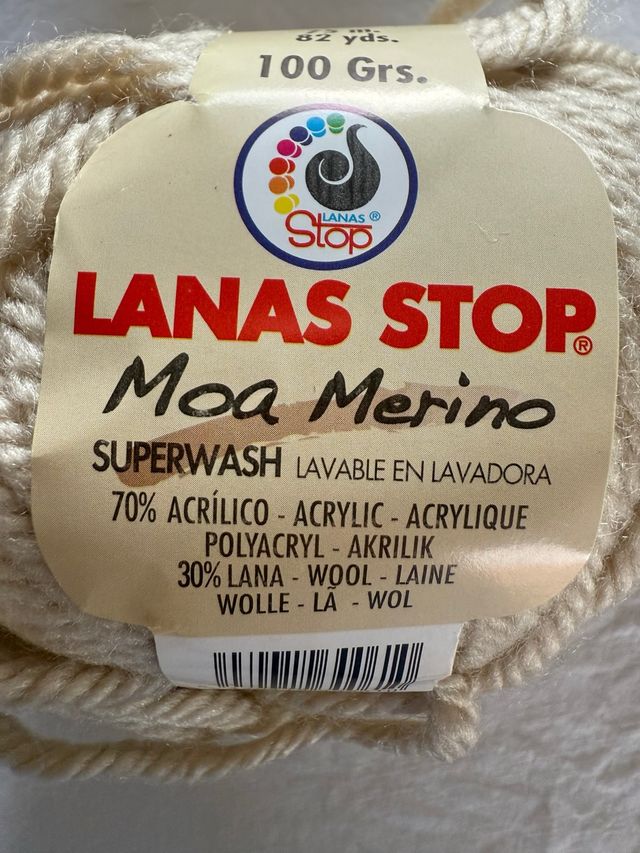 82 yds.
100 Grs.
LANAS ®
Stop
LANAS STOP®
Moa Merino
SUPERWASH LAVABLE EN LAVADORA
70% ACRÍLICO - ACRYLIC - ACRYLIQUE
POLYACRYL - AKRILIK
30% LANA - WOOL - LAINE
WOLLE - LÃ - WOL